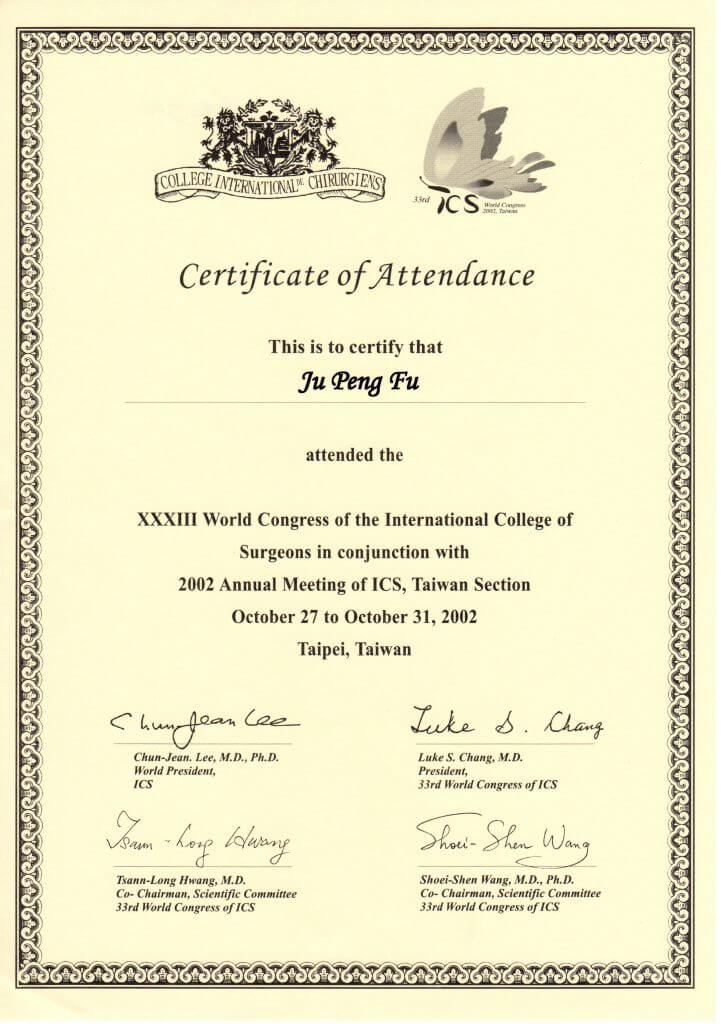 COLLEGE INTERNATIONAL DE CHIRURGIENS
33rd ICS World Congress
2002, Taiwan
Certificate of Attendance
This is to certify that
Ju Peng Fu
attended the
XXXIII World Congress of the International College of
Surgeons in conjunction with
2002 Annual Meeting of ICS, Taiwan Section
October 27 to October 31, 2002
Taipei, Taiwan
Chun-Jean Lee
Chun-Jean. Lee, M.D., Ph.D.
World President,
ICS
Luke S. Chang
Luke S. Chang, M.D.
President,
33rd World Congress of ICS
Tsann-Long Hwang
Tsann-Long Hwang, M.D.
Co- Chairman, Scientific Committee
33rd World Congress of ICS
Shoei-Shen Wang
Shoei-Shen Wang, M.D., Ph.D.
Co- Chairman, Scientific Committee
33rd World Congress of ICS